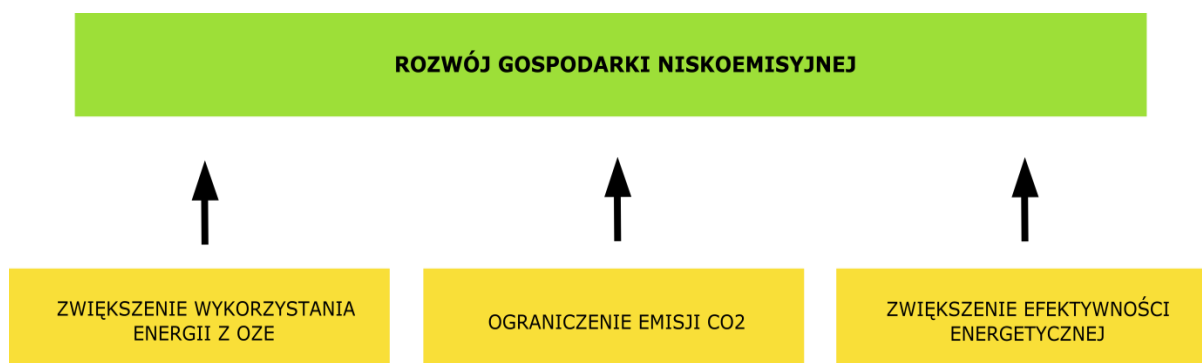 ROZWÓJ GOSPODARKI NISKOEMISYJNEJ
ZWIĘKSZENIE WYKORZYSTANIA
ENERGII Z OZE
OGRANICZENIE EMISJI CO2
ZWIĘKSZENIE EFEKTYWNOŚCI
ENERGETYCZNEJ